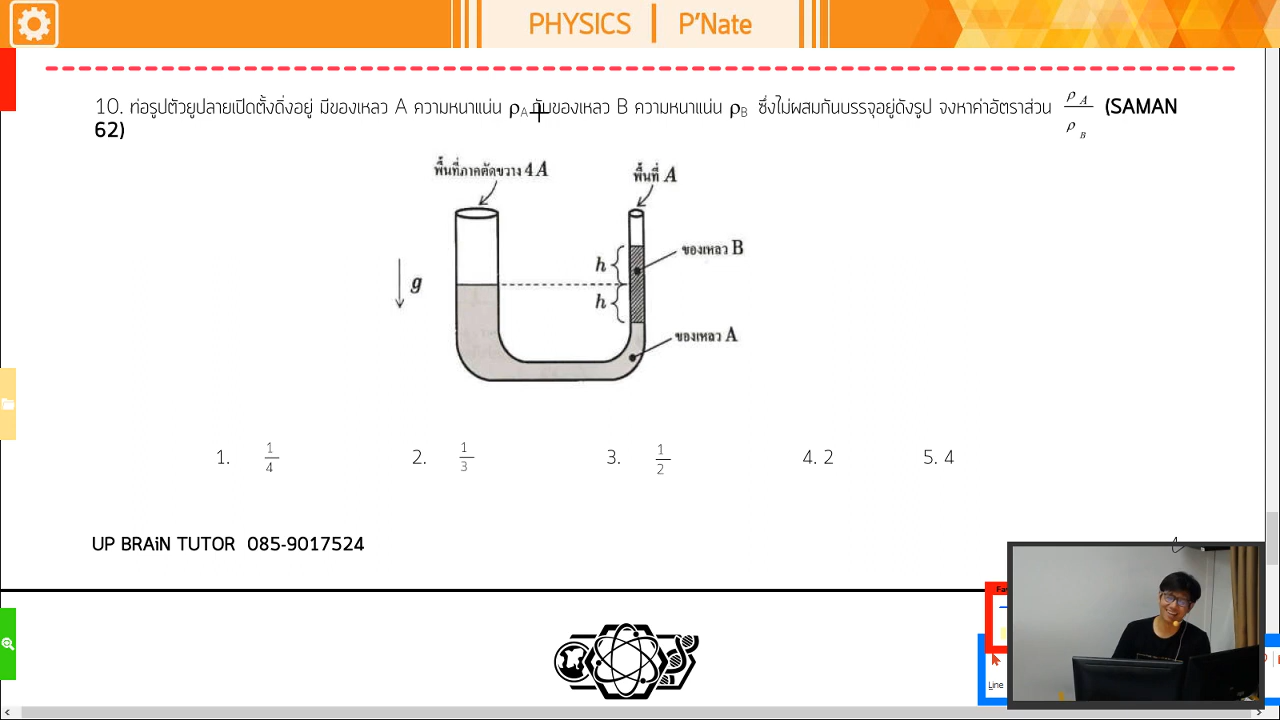 PHYSICS | P'Nate
10. ท่อรูปตัวยูปลายเปิดตั้งดิ่งอยู่ มีของเหลว A ความหนาแน่น ρA กับของเหลว B ความหนาแน่น ρB ซึ่งไม่ผสมกันบรรจุอยู่ดังรูป จงหาค่าอัตราส่วน ρA/ρB (SAMAN
62)
พื้นที่ภาคตัดขวาง 4A
พื้นที่ A
ของเหลว B
h
g
h
ของเหลว A
1. 1/4 2. 1/3 3. 1/2 4. 2 5. 4
UP BRAiN TUTOR 085-9017524
Line